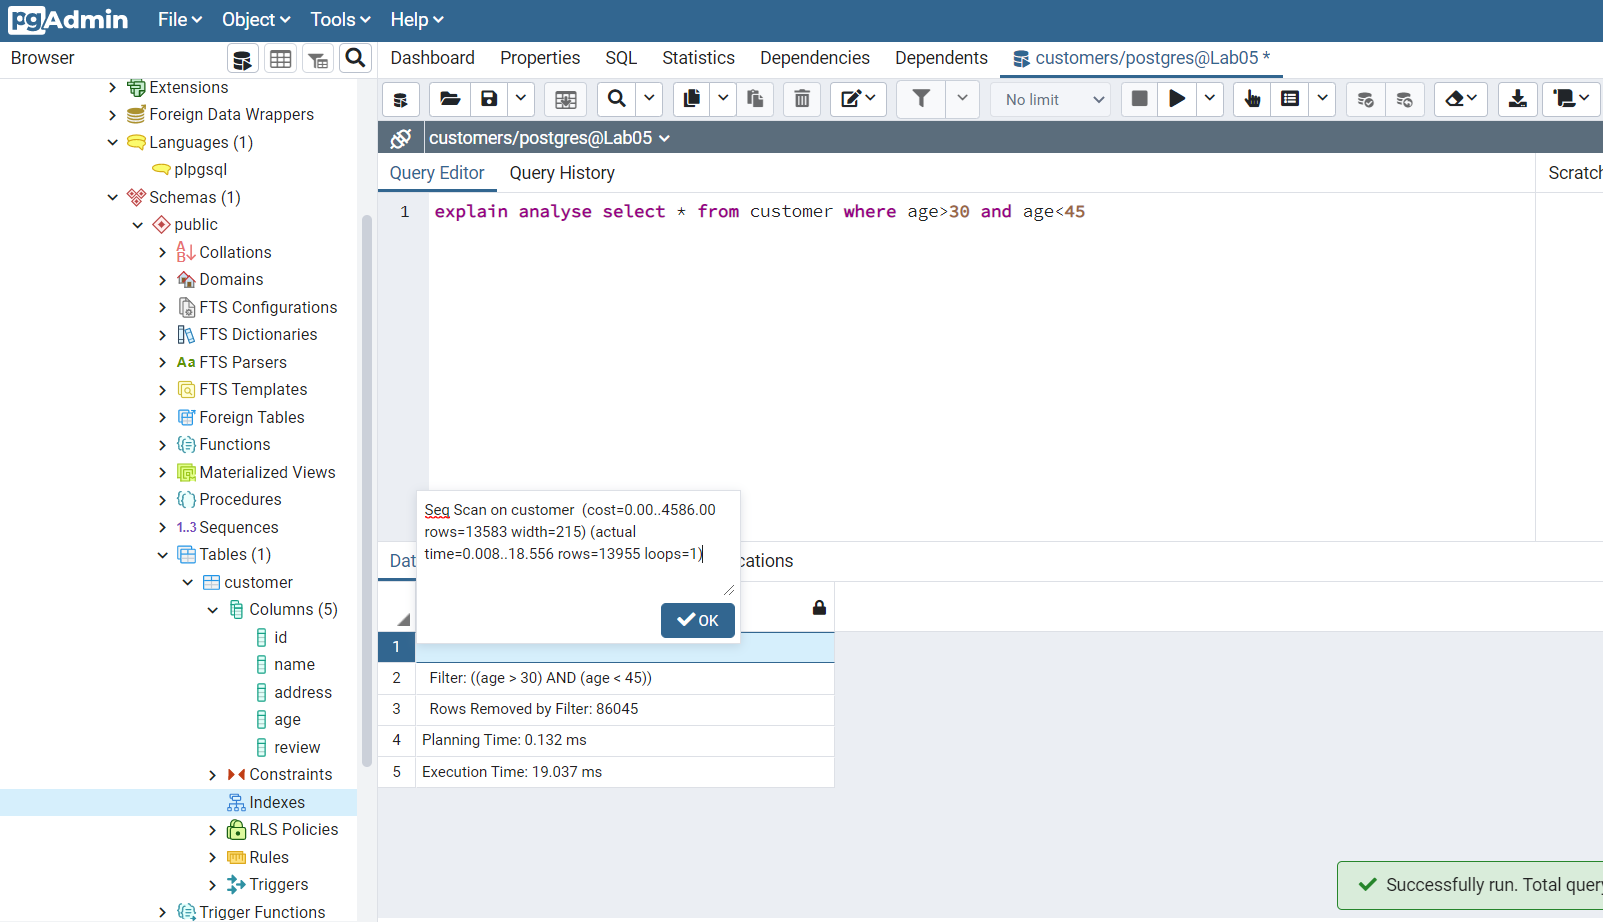 pgAdmin File Object Tools Help
Browser
Dashboard Properties SQL Statistics Dependencies Dependents customers/postgres@Lab05 *
No limit
customers/postgres@Lab05
Query Editor Query History
Scratch
1 explain analyse select * from customer where age>30 and age<45
Extensions
Foreign Data Wrappers
Languages (1)
plpgsql
Schemas (1)
public
Collations
Domains
FTS Configurations
FTS Dictionaries
Aa FTS Parsers
FTS Templates
Foreign Tables
Functions
Materialized Views
Procedures
1..3 Sequences
Tables (1)
customer
Columns (5)
id
name
address
age
review
Constraints
Indexes
RLS Policies
Rules
Triggers
Trigger Functions
Seq Scan on customer (cost=0.00..4586.00
rows=13583 width=215) (actual
time=0.008..18.556 rows=13955 loops=1)
OK
Dat
cations
1
2 Filter: ((age > 30) AND (age < 45))
3 Rows Removed by Filter: 86045
4 Planning Time: 0.132 ms
5 Execution Time: 19.037 ms
Successfully run. Total query